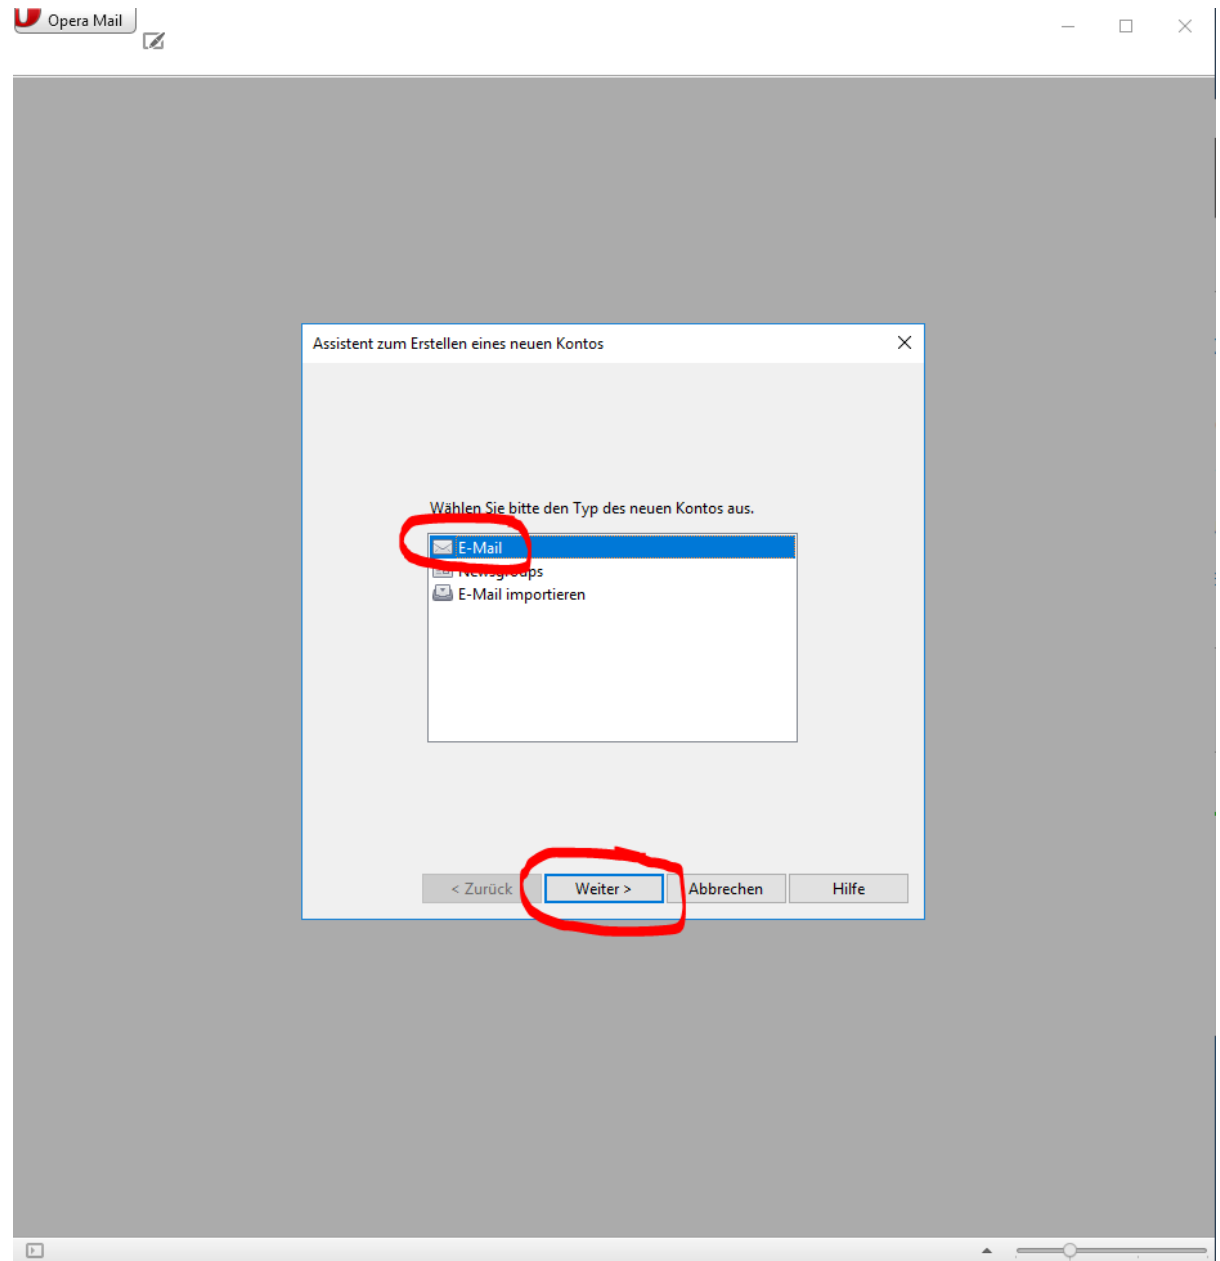 Opera Mail
Assistent zum Erstellen eines neuen Kontos
Wählen Sie bitte den Typ des neuen Kontos aus.
E-Mail
Newsgroups
E-Mail importieren
< Zurück
Weiter >
Abbrechen
Hilfe